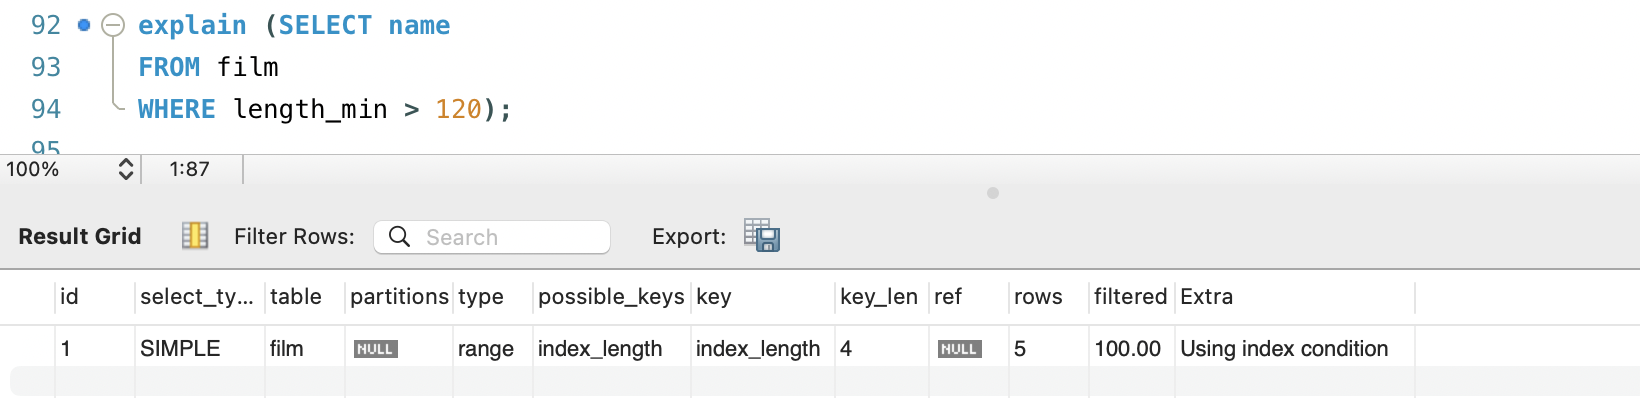 92 explain (SELECT name
93 FROM film
94 WHERE length_min > 120);
95
100% 1:87
Result Grid Filter Rows: Search Export:
id select_ty... table partitions type possible_keys key key_len ref rows filtered Extra
1 SIMPLE film NULL range index_length index_length 4 NULL 5 100.00 Using index condition